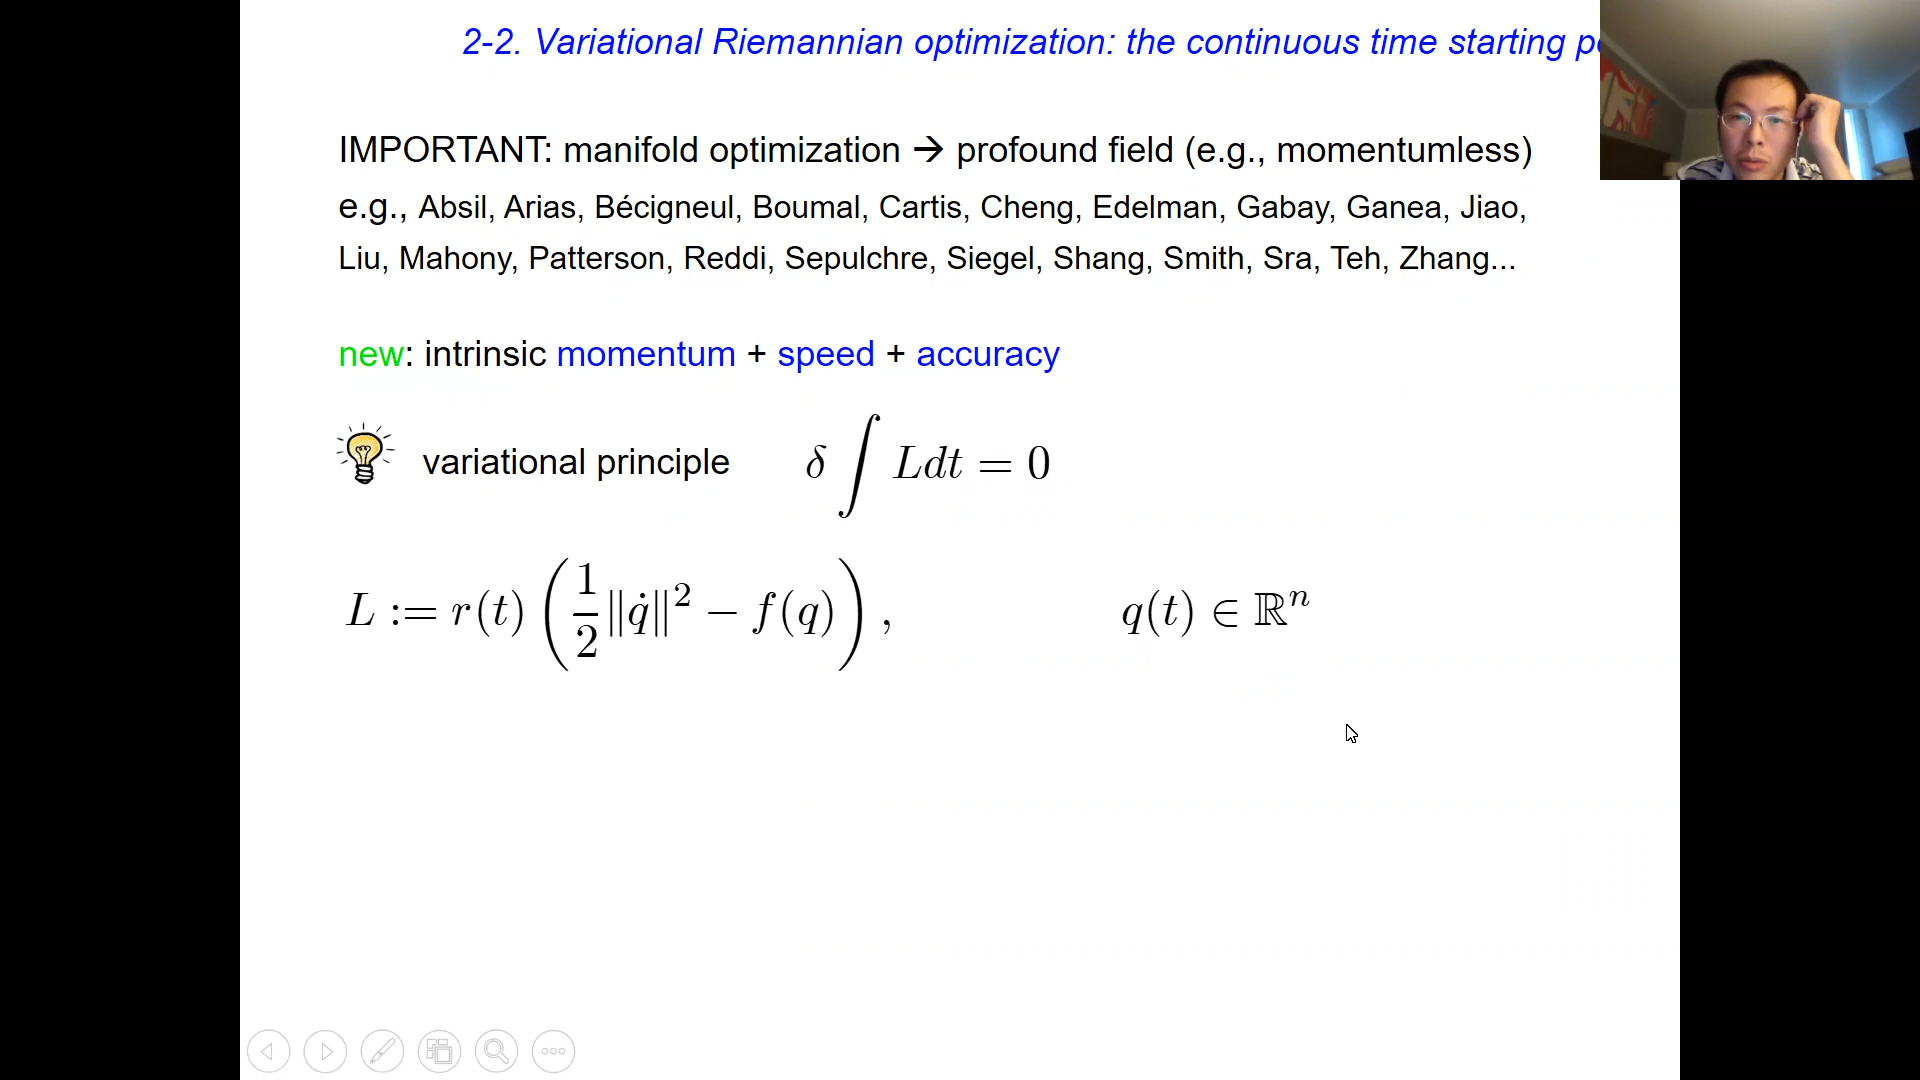 2-2. Variational Riemannian optimization: the continuous time starting
IMPORTANT: manifold optimization → profound field (e.g., momentumless)
e.g., Absil, Arias, Bécigneul, Boumal, Cartis, Cheng, Edelman, Gabay, Ganea, Jiao,
Liu, Mahony, Patterson, Reddi, Sepulchre, Siegel, Shang, Smith, Sra, Teh, Zhang...
new: intrinsic momentum + speed + accuracy
variational principle δ ∫ Ldt = 0
L := r(t) ( 1/2 ‖q̇‖² − f(q) ) , q(t) ∈ ℝⁿ